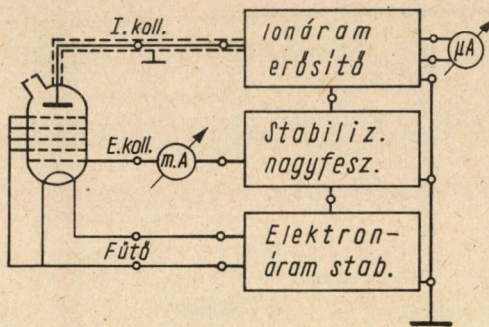 I. koll.
Ionáram
erősítő
μA
E.koll.
m.A
Stabiliz.
nagyfesz.
Fűtő
Elektron-
áram stab.